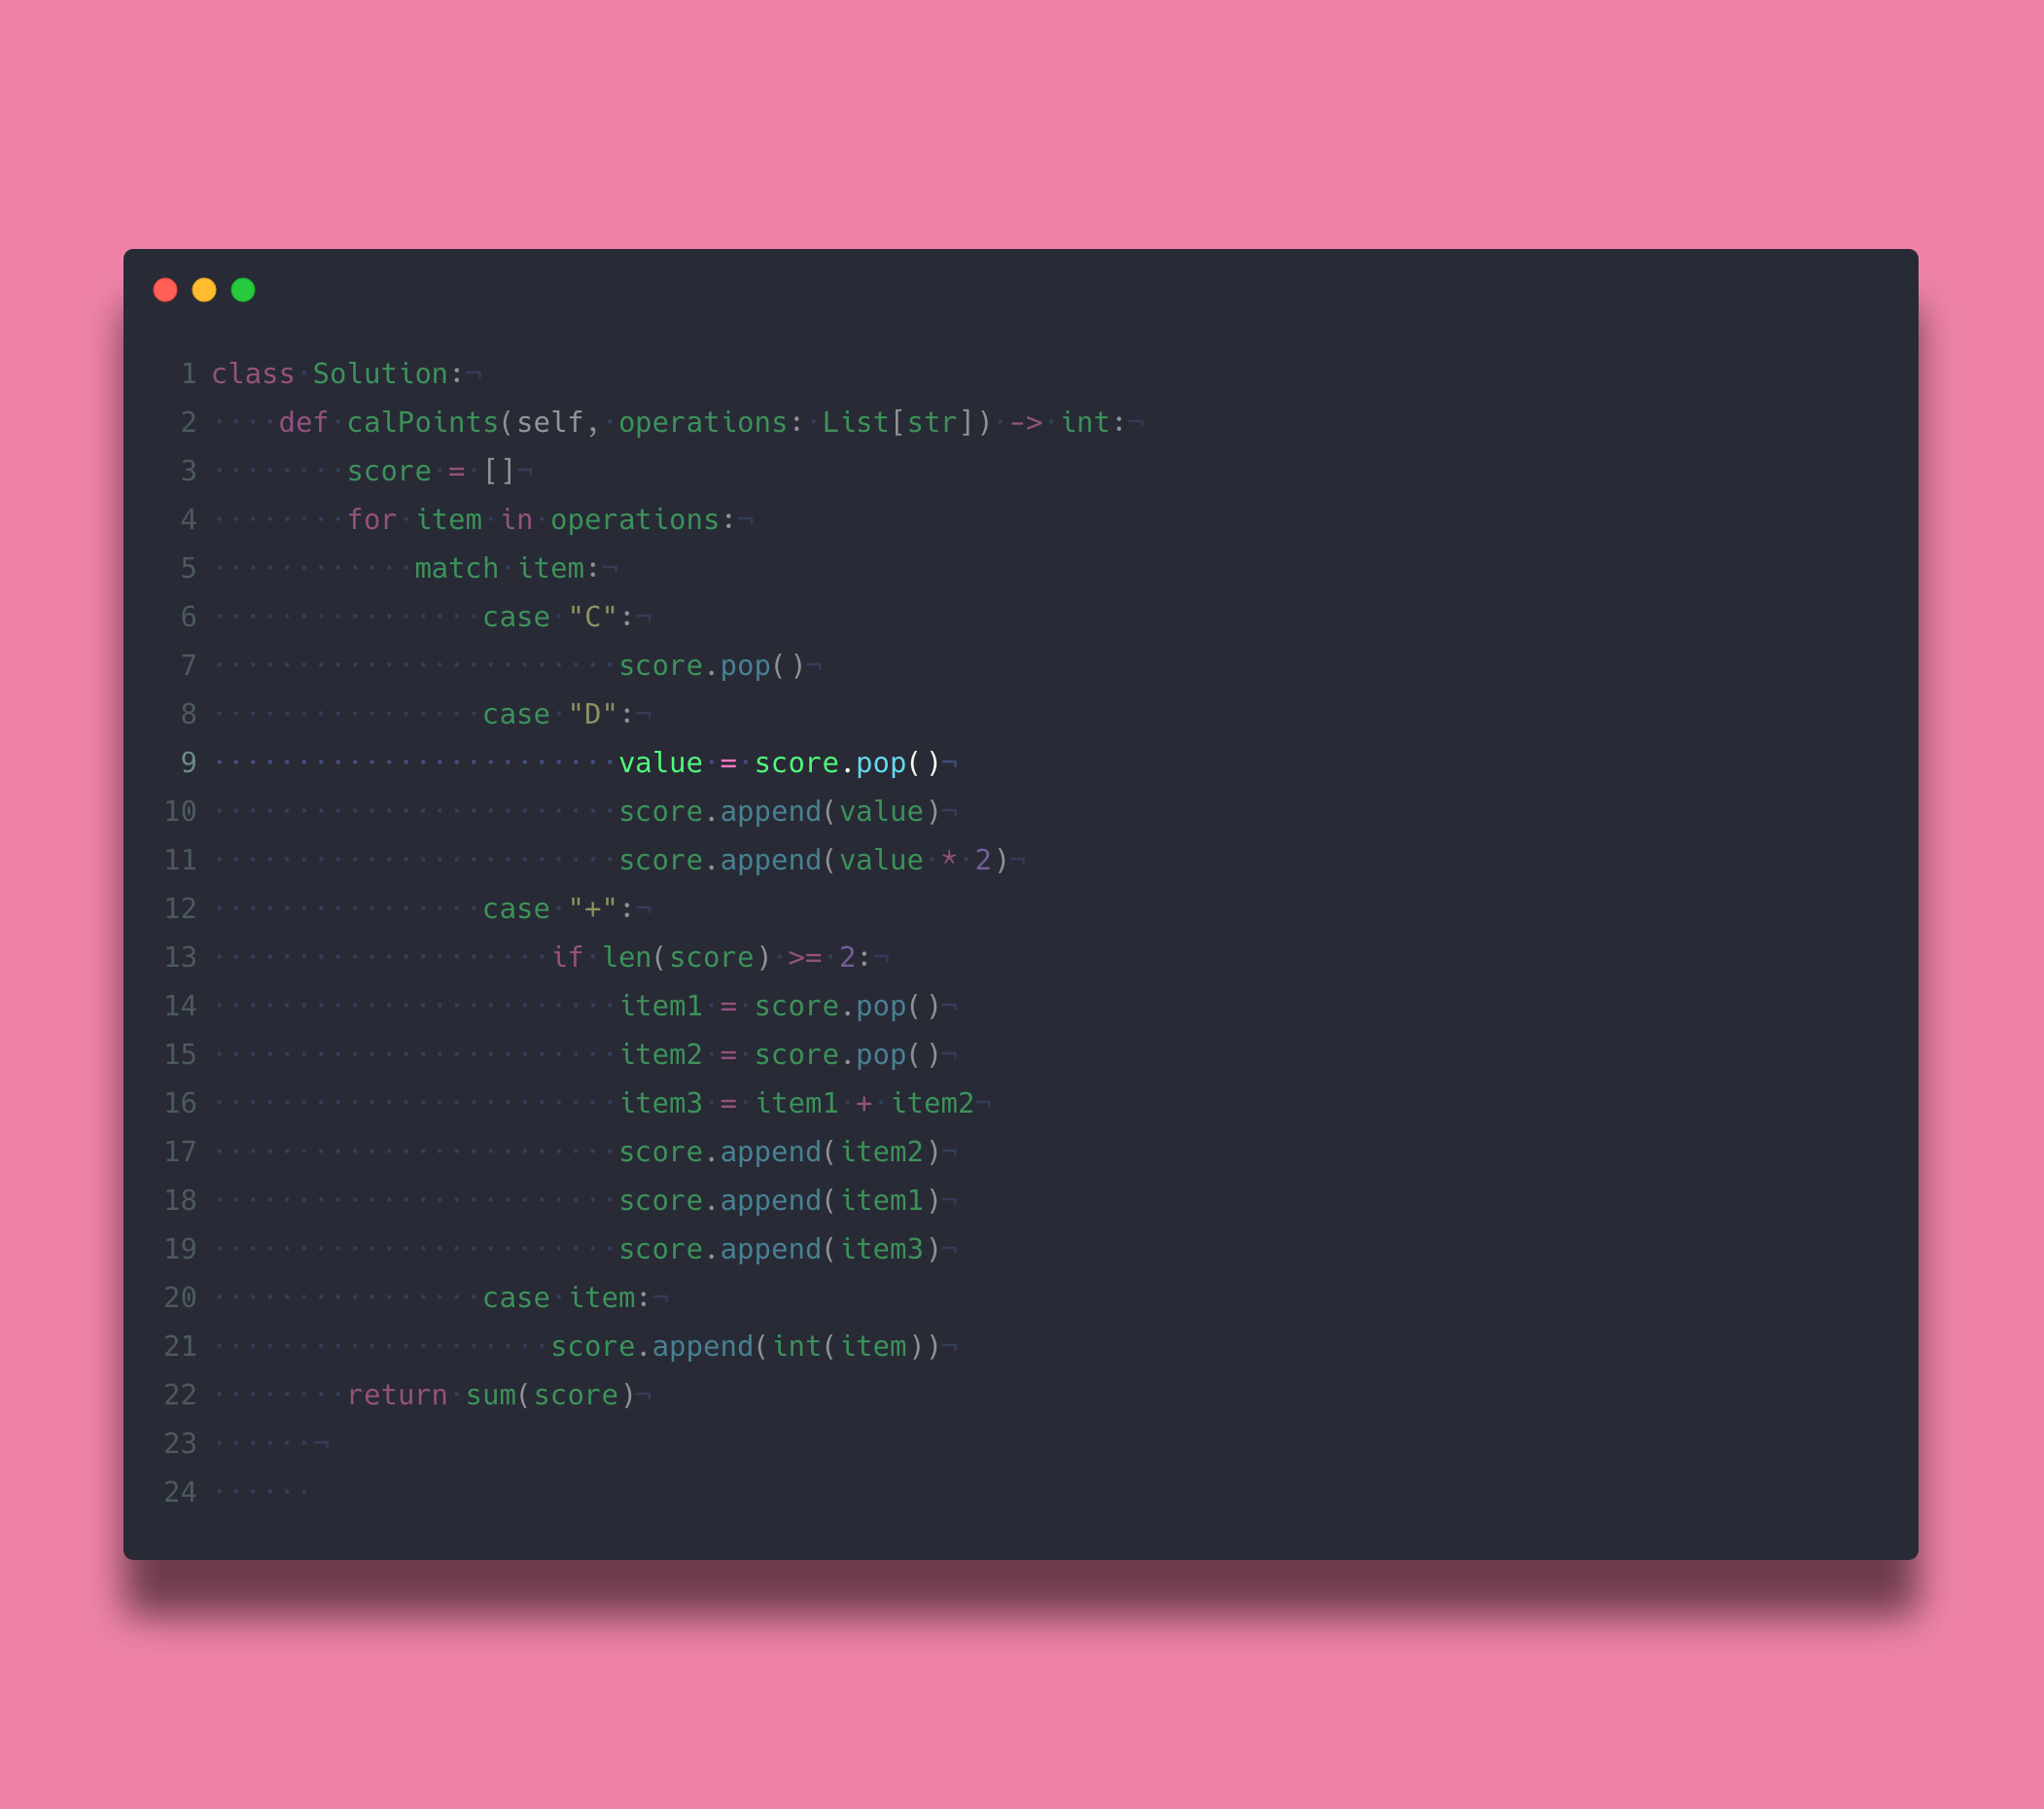 1 class Solution:¬
2 ····def calPoints(self, operations: List[str]) -> int:¬
3 ········score = []¬
4 ········for item in operations:¬
5 ············match item:¬
6 ················case "C":¬
7 ························score.pop()¬
8 ················case "D":¬
9 ························value = score.pop()¬
10 ························score.append(value)¬
11 ························score.append(value * 2)¬
12 ················case "+":¬
13 ····················if len(score) >= 2:¬
14 ························item1 = score.pop()¬
15 ························item2 = score.pop()¬
16 ························item3 = item1 + item2¬
17 ························score.append(item2)¬
18 ························score.append(item1)¬
19 ························score.append(item3)¬
20 ················case item:¬
21 ····················score.append(int(item))¬
22 ········return sum(score)¬
23 ······¬
24 ······